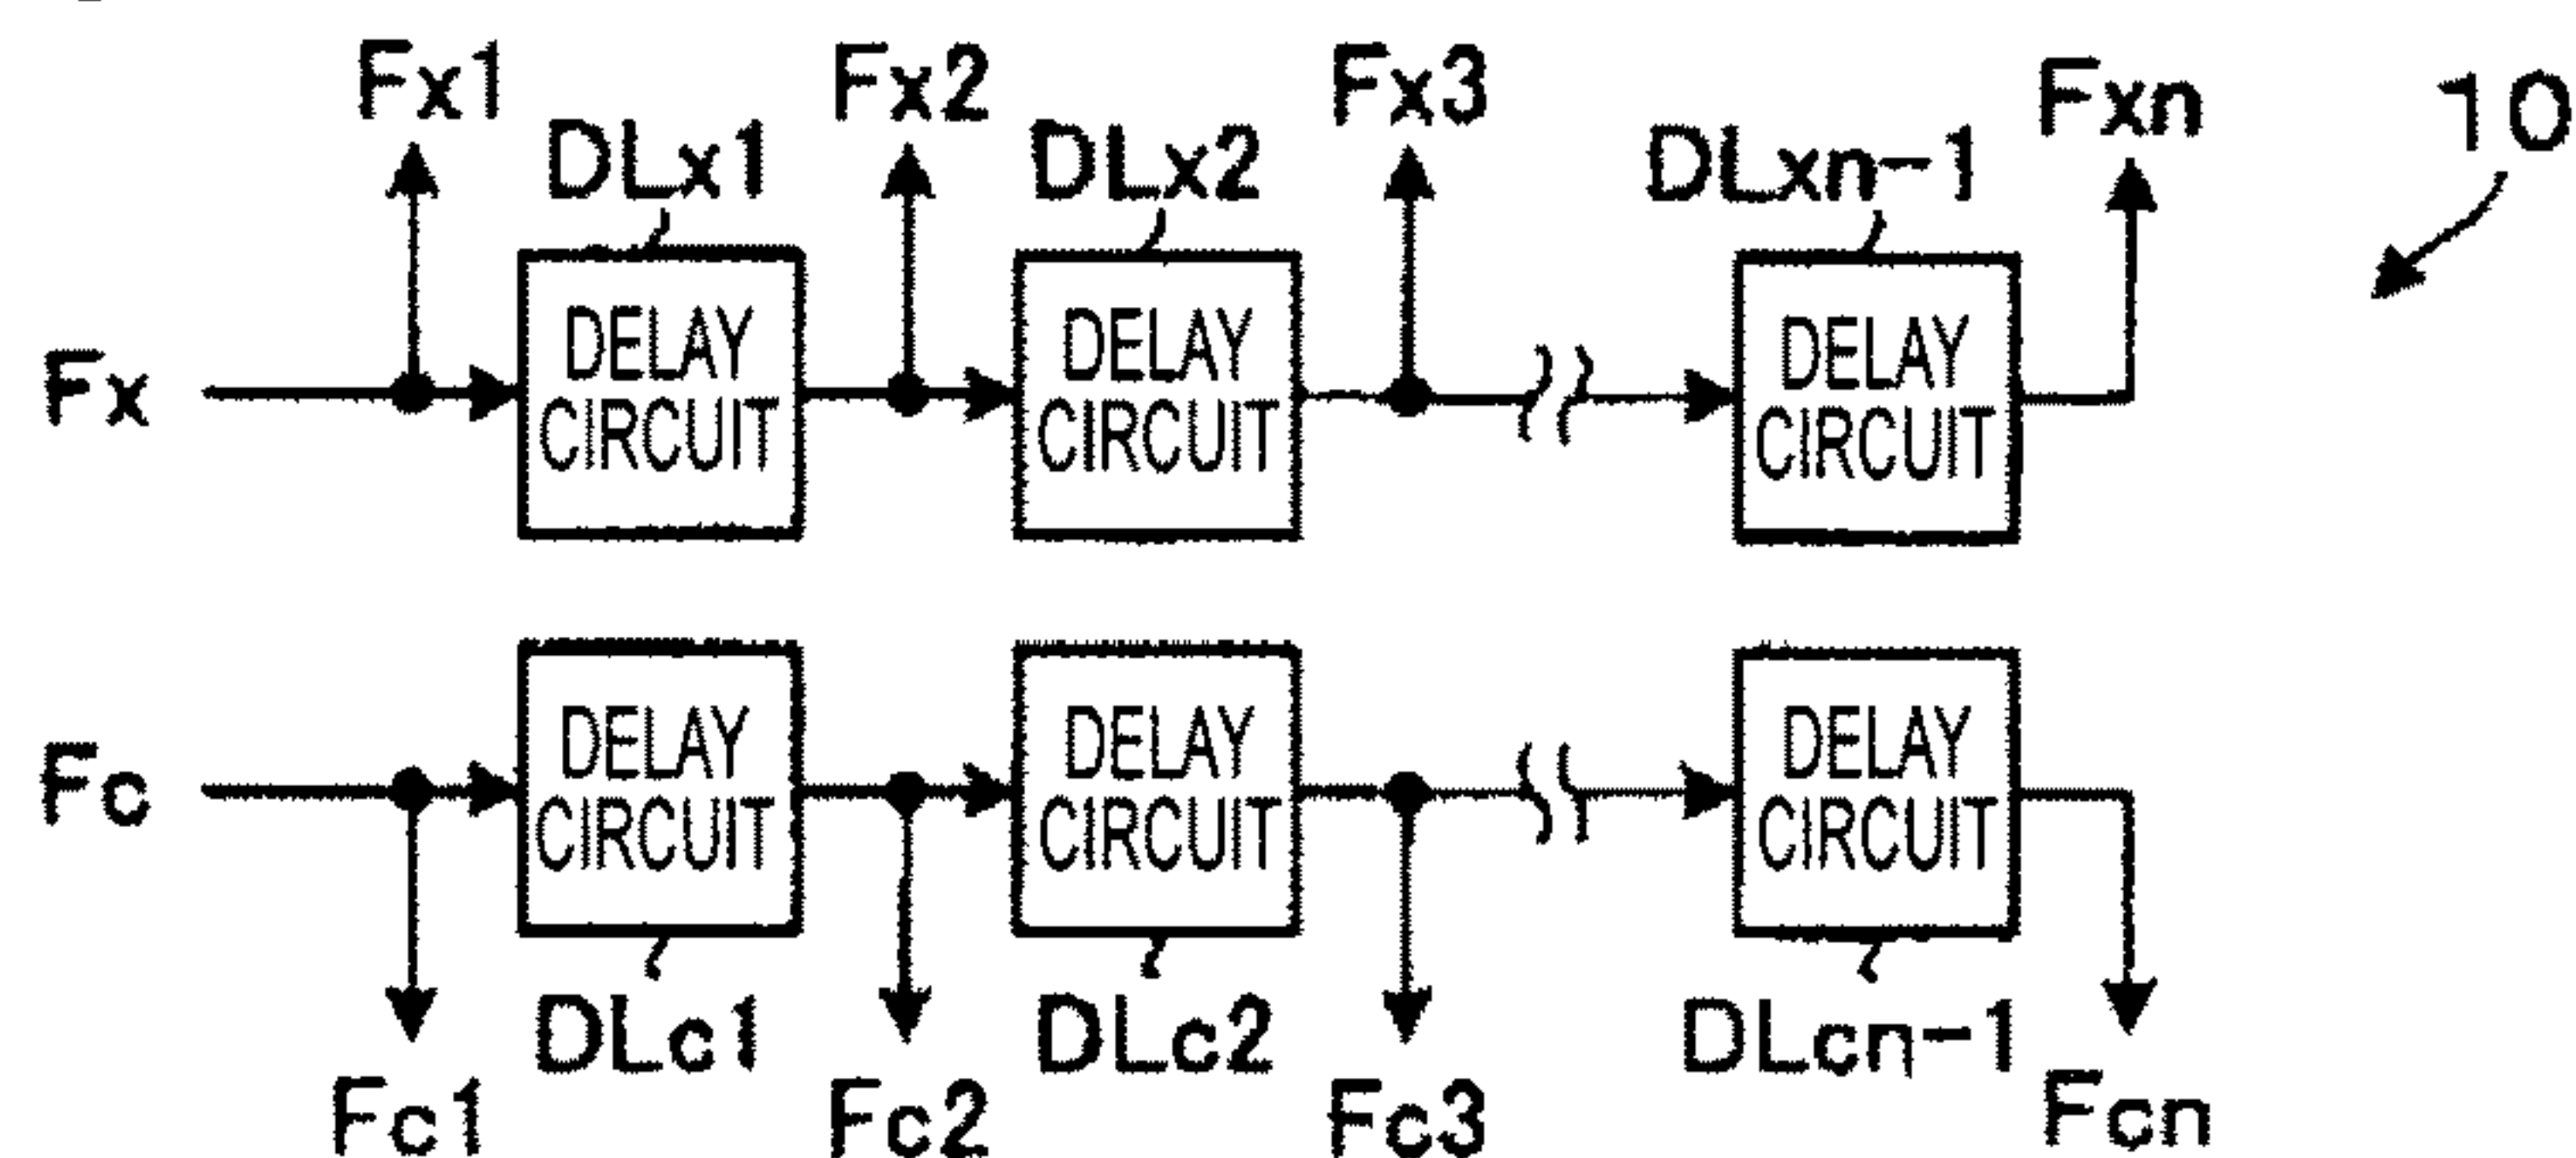 Fx1
Fx2
Fx3
Fxn
10
DLx1
DLx2
DLxn-1
Fx
DELAY
CIRCUIT
DELAY
CIRCUIT
DELAY
CIRCUIT
Fc
DELAY
CIRCUIT
DELAY
CIRCUIT
DELAY
CIRCUIT
DLc1
DLc2
DLcn-1
Fc1
Fc2
Fc3
Fcn